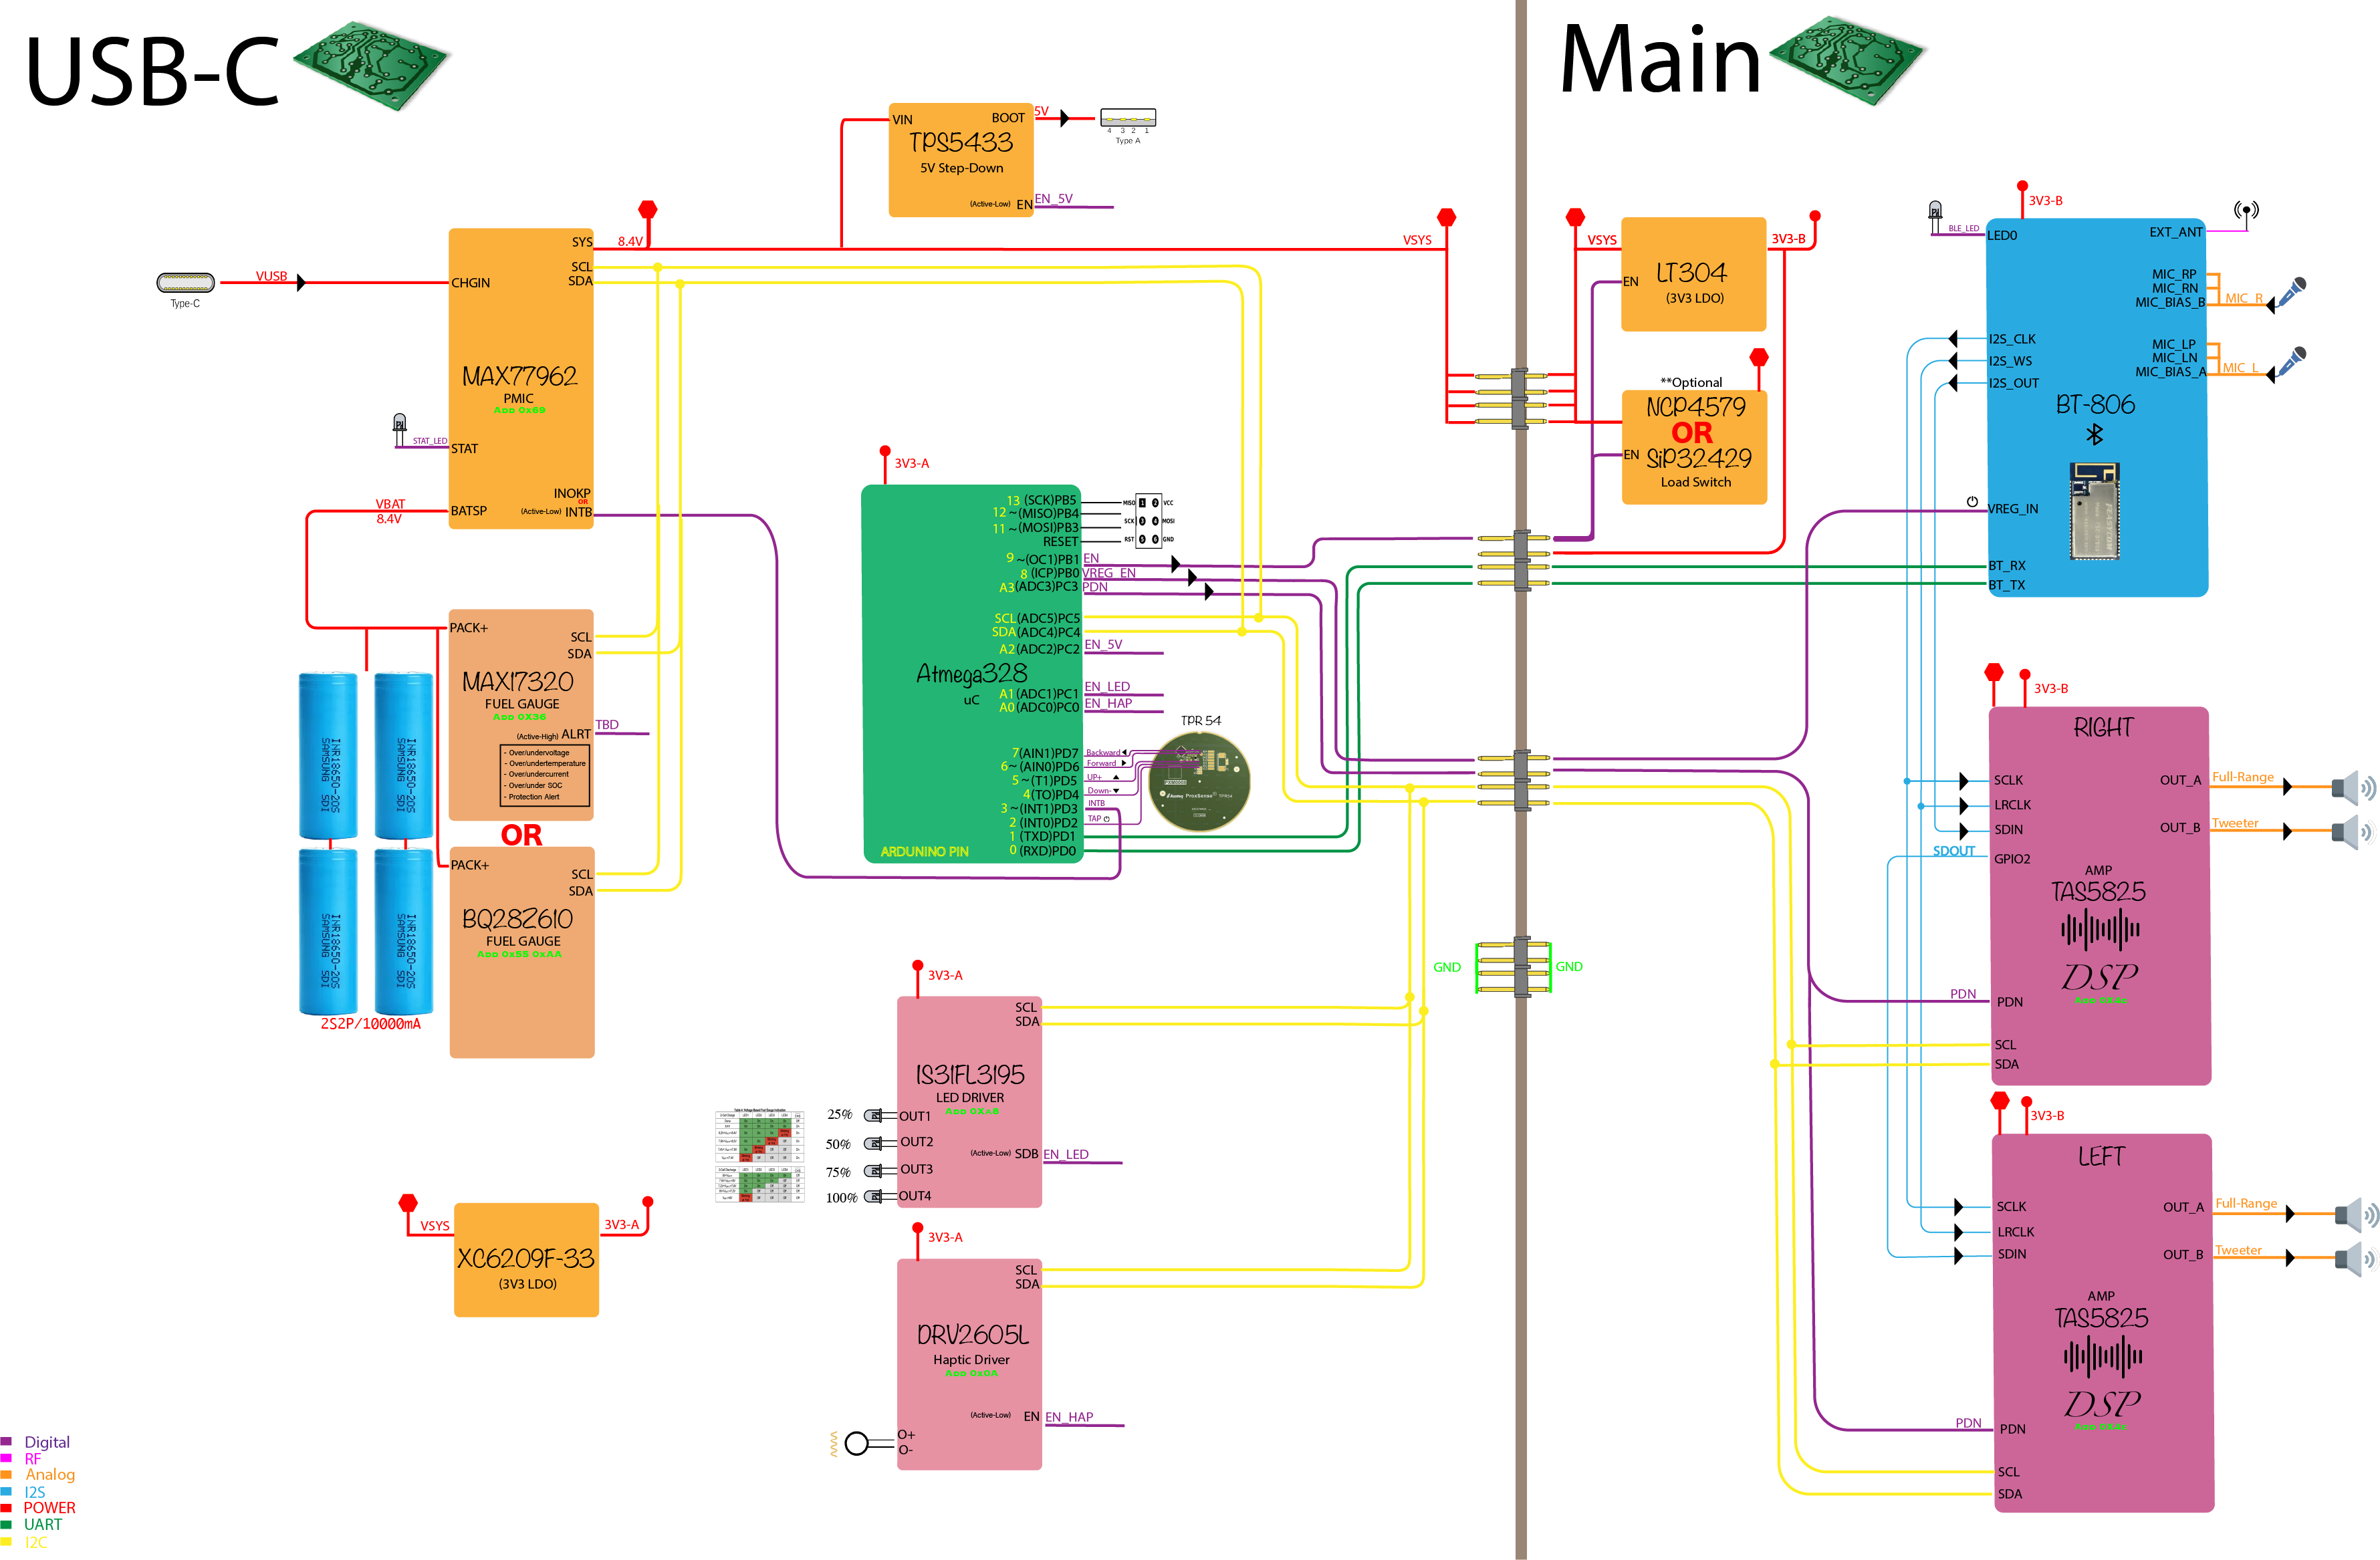 USB-C
Main
VIN
BOOT
5V
TPS5433
5V Step-Down
4 3 2 1
Type A
(Active-Low) EN
EN_5V
Type-C
VUSB
CHGIN
SYS
8.4V
SCL
SDA
MAX77962
PMIC
ADD 0x69
STAT_LED
STAT
INOKP
OR
(Active-Low) INTB
VBAT
8.4V
BATSP
VSYS
PACK+
SCL
SDA
MAX17320
FUEL GAUGE
ADD 0X36
(Active-High) ALRT
TBD
- Over/undervoltage
- Over/undertemperature
- Over/undercurrent
- Over/under SOC
- Protection Alert
OR
PACK+
SCL
SDA
BQ28Z610
FUEL GAUGE
ADD 0x55 0xAA
INR18650-20S
SAMSUNG SDI
INR18650-20S
SAMSUNG SDI
INR18650-20S
SAMSUNG SDI
INR18650-20S
SAMSUNG SDI
2S2P/10000mA
VSYS
3V3-A
XC6209F-33
(3V3 LDO)
3V3-A
13 (SCK)PB5
12 ~(MISO)PB4
11 ~(MOSI)PB3
RESET
MISO 1 2 VCC
SCK 3 4 MOSI
RST 5 6 GND
9 ~(OC1)PB1 EN
8 (ICP)PB0 VREG_EN
A3(ADC3)PC3 PDN
SCL(ADC5)PC5
SDA(ADC4)PC4
A2 (ADC2)PC2 EN_5V
Atmega328
uC
A1 (ADC1)PC1 EN_LED
A0 (ADC0)PC0 EN_HAP
7(AIN1)PD7 Backward
6~ (AIN0)PD6 Forward
5 ~(T1)PD5 UP+
4 (TO)PD4 Down-
3 ~(INT1)PD3 INTB
2 (INT0)PD2 TAP
1 (TXD)PD1
0 (RXD)PD0
ARDUNINO PIN
TPR 54
3V3-A
SCL
SDA
IS31FL3195
LED DRIVER
25%
OUT1
50%
OUT2
75%
OUT3
100%
OUT4
(Active-Low) SDB
EN_LED
3V3-A
SCL
SDA
DRV2605L
Haptic Driver
ADD 0x0A
(Active-Low) EN
EN_HAP
O+
O-
GND
GND
VSYS
3V3-B
LT304
(3V3 LDO)
EN
**Optional
NCP4579
OR
SiP32429
Load Switch
EN
3V3-B
BLE_LED
LED0
EXT_ANT
MIC_RP
MIC_RN
MIC_BIAS_B
MIC_R
MIC_LP
MIC_LN
MIC_BIAS_A
MIC_L
I2S_CLK
I2S_WS
I2S_OUT
BT-806
VREG_IN
BT_RX
BT_TX
3V3-B
RIGHT
SCLK
LRCLK
SDIN
SDOUT
GPIO2
OUT_A
Full-Range
OUT_B
Tweeter
AMP
TAS5825
DSP
PDN
PDN
SCL
SDA
3V3-B
LEFT
SCLK
LRCLK
SDIN
OUT_A
Full-Range
OUT_B
Tweeter
AMP
TAS5825
DSP
PDN
PDN
SCL
SDA
Digital
RF
Analog
I2S
POWER
UART
I2C